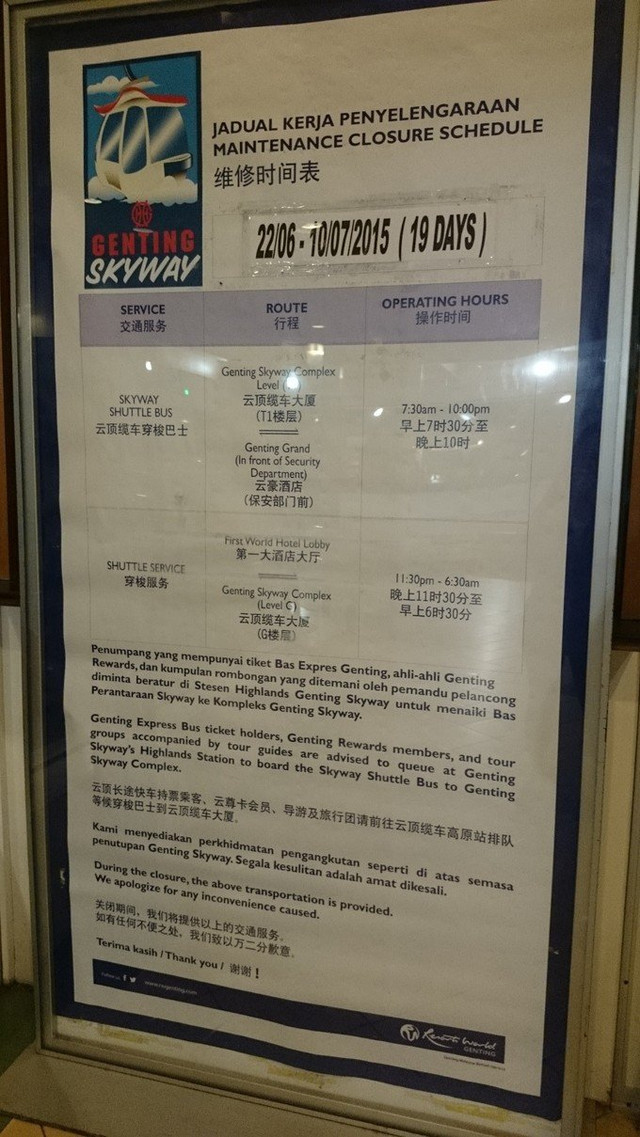 JADUAL KERJA PENYELENGARAAN
MAINTENANCE CLOSURE SCHEDULE
维修时间表
GENTING
SKYWAY
22/06 - 10/07/2015 ( 19 DAYS )
SERVICE
交通服务
ROUTE
行程
OPERATING HOURS
操作时间
SKYWAY
SHUTTLE BUS
云顶缆车穿梭巴士
Genting Skyway Complex
Level
云顶缆车大厦
(T1楼层)
Genting Grand
(In front of Security
Department)
云豪酒店
(保安部门前)
7:30am - 10:00pm
早上7时30分至
晚上10时
SHUTTLE SERVICE
穿梭服务
First World Hotel Lobby
第一大酒店大厅
Genting Skyway Complex
(Level G)
云顶缆车大厦
(G楼层)
11:30pm - 6:30am
晚上11时30分至
早上6时30分
Penumpang yang mempunyai tiket Bas Expres Genting, ahli-ahli Genting
Rewards, dan kumpulan rombongan yang ditemani oleh pemandu pelancong
diminta beratur di Stesen Highlands Genting Skyway untuk menaiki Bas
Perantaraan Skyway ke Kompleks Genting Skyway.
Genting Express Bus ticket holders, Genting Rewards members, and tour
groups accompanied by tour guides are advised to queue at Genting
Skyway's Highlands Station to board the Skyway Shuttle Bus to Genting
Skyway Complex.
云顶长途快车持票乘客、云尊卡会员、导游及旅行团请前往云顶缆车高原站排队
等候穿梭巴士到云顶缆车大厦。
Kami menyediakan perkhidmatan pengangkutan seperti di atas semasa
penutupan Genting Skyway. Segala kesulitan adalah amat dikesali.
During the closure, the above transportation is provided.
We apologize for any inconvenience caused.
关闭期间，我们将提供以上的交通服务。
如有任何不便之处，我们致以万二分歉意。
Terima kasih / Thank you / 谢谢！
Follow us
www.rwgenting.com
Resorts World
GENTING